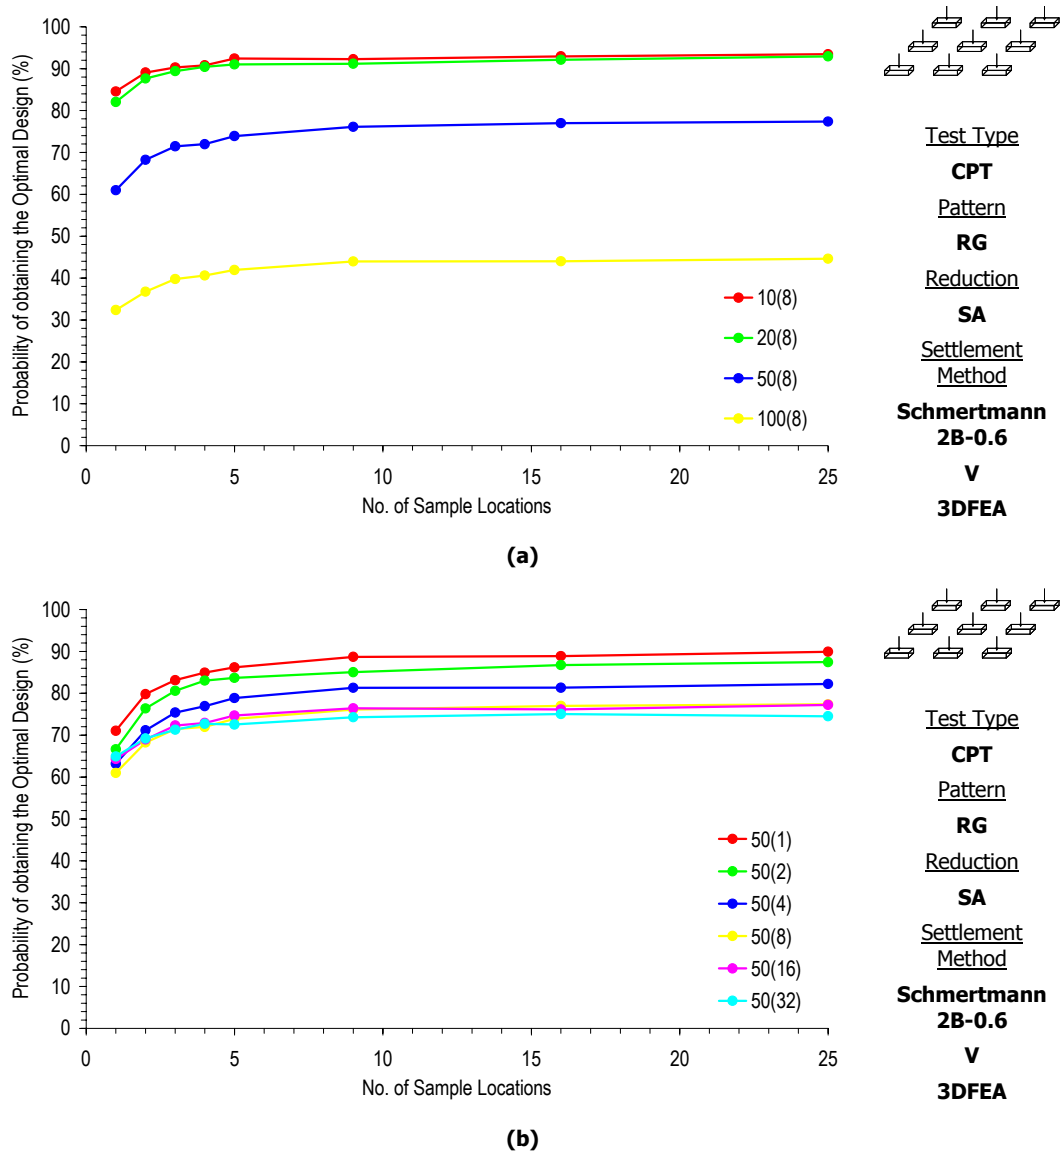 Probability of obtaining the Optimal Design (%)
100
90
80
70
60
50
40
30
20
10
0
0
5
10
15
20
25
No. of Sample Locations
10(8)
20(8)
50(8)
100(8)
Test Type
CPT
Pattern
RG
Reduction
SA
Settlement
Method
Schmertmann
2B-0.6
V
3DFEA
(a)
Probability of obtaining the Optimal Design (%)
100
90
80
70
60
50
40
30
20
10
0
0
5
10
15
20
25
No. of Sample Locations
50(1)
50(2)
50(4)
50(8)
50(16)
50(32)
Test Type
CPT
Pattern
RG
Reduction
SA
Settlement
Method
Schmertmann
2B-0.6
V
3DFEA
(b)